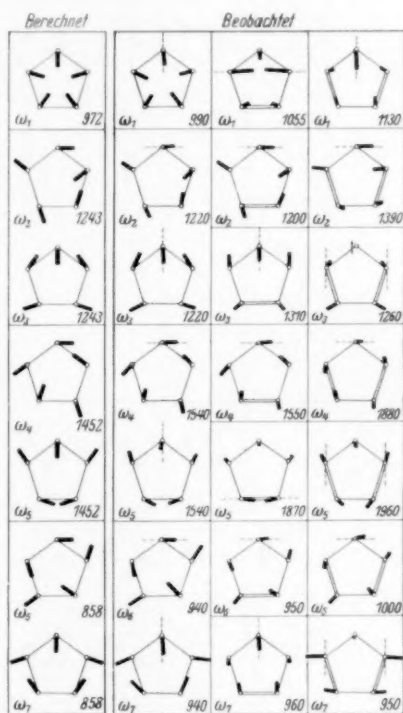 Berechnet Beobachtet
ω₁ 972 ω₁ 990 ω₁ 1055 ω₁ 1130
ω₂ 1243 ω₂ 1220 ω₂ 1200 ω₂ 1390
ω₃ 1243 ω₃ 1220 ω₃ 1310 ω₃ 1260
ω₄ 1452 ω₄ 1540 ω₄ 1550 ω₄ 1880
ω₅ 1452 ω₅ 1540 ω₅ 1870 ω₅ 1960
ω₆ 858 ω₆ 940 ω₆ 950 ω₆ 1000
ω₇ 858 ω₇ 940 ω₇ 960 ω₇ 950